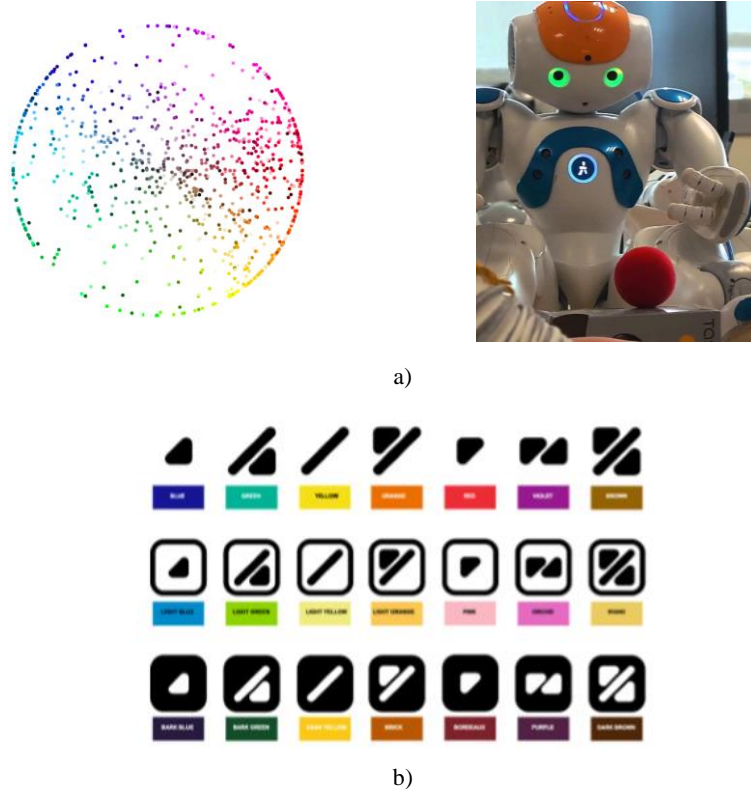 a)
BLUE GREEN YELLOW ORANGE RED VIOLET BROWN
LIGHT BLUE LIGHT GREEN LIGHT YELLOW LIGHT ORANGE PINK ORCHID
DARK BLUE DARK GREEN DARK YELLOW BRICK BORDEAUX PURPLE DARK BROWN
b)